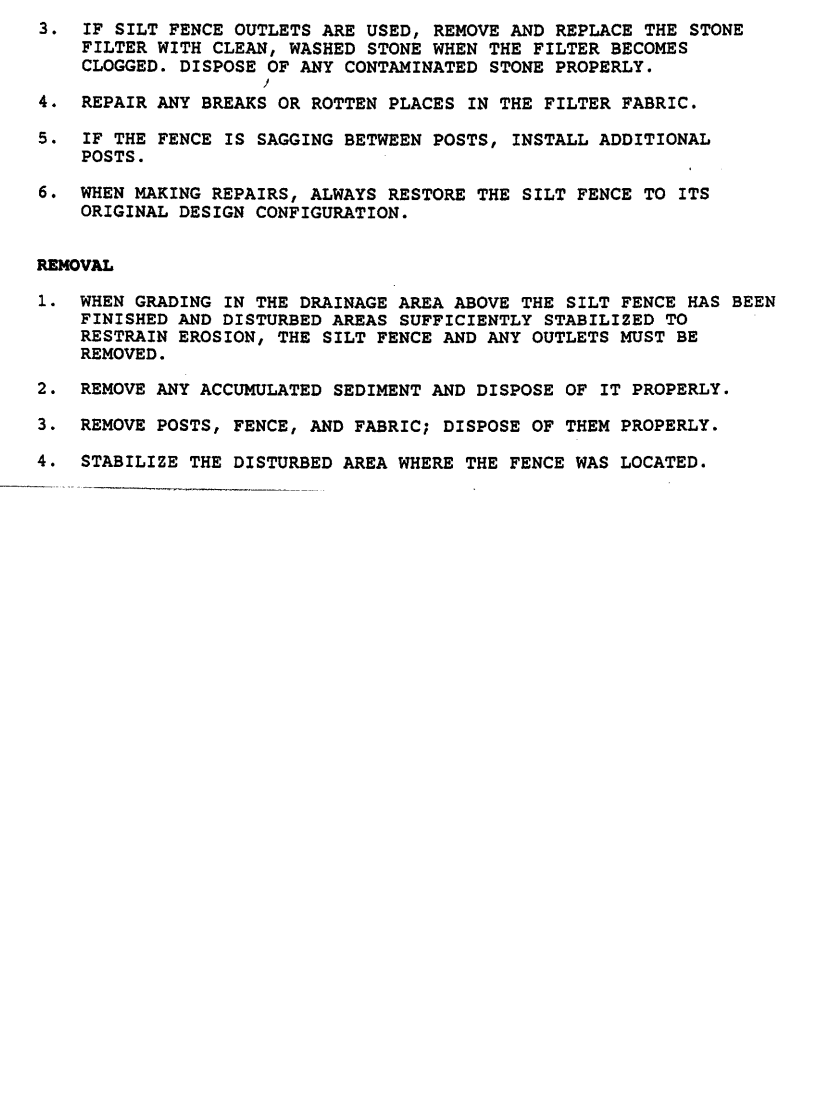 3. IF SILT FENCE OUTLETS ARE USED, REMOVE AND REPLACE THE STONE
FILTER WITH CLEAN, WASHED STONE WHEN THE FILTER BECOMES
CLOGGED. DISPOSE OF ANY CONTAMINATED STONE PROPERLY.
4. REPAIR ANY BREAKS OR ROTTEN PLACES IN THE FILTER FABRIC.
5. IF THE FENCE IS SAGGING BETWEEN POSTS, INSTALL ADDITIONAL
POSTS.
6. WHEN MAKING REPAIRS, ALWAYS RESTORE THE SILT FENCE TO ITS
ORIGINAL DESIGN CONFIGURATION.
REMOVAL
1. WHEN GRADING IN THE DRAINAGE AREA ABOVE THE SILT FENCE HAS BEEN
FINISHED AND DISTURBED AREAS SUFFICIENTLY STABILIZED TO
RESTRAIN EROSION, THE SILT FENCE AND ANY OUTLETS MUST BE
REMOVED.
2. REMOVE ANY ACCUMULATED SEDIMENT AND DISPOSE OF IT PROPERLY.
3. REMOVE POSTS, FENCE, AND FABRIC; DISPOSE OF THEM PROPERLY.
4. STABILIZE THE DISTURBED AREA WHERE THE FENCE WAS LOCATED.